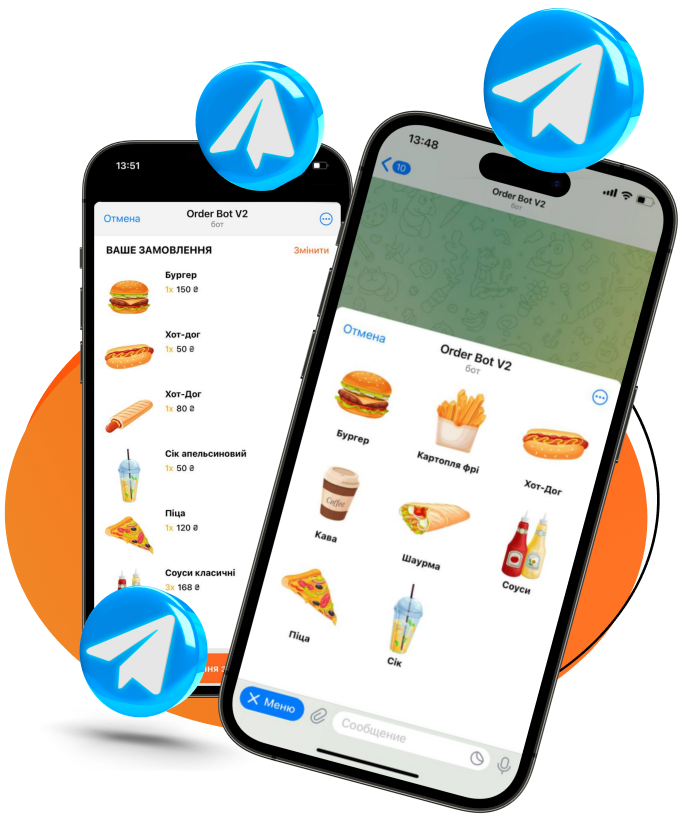 13:51
Отмена
Order Bot V2
бот
ВАШЕ ЗАМОВЛЕННЯ
Змінити
Бургер
1x 150 ₴
Хот-дог
1x 50 ₴
Хот-Дог
1x 80 ₴
Сік апельсиновий
1x 50 ₴
Піца
1x 120 ₴
Соуси класичні
3x 168 ₴
13:48
10
Order Bot V2
бот
Отмена
Order Bot V2
бот
Бургер
Картопля фрі
Хот-Дог
Coffee
Кава
Шаурма
Соуси
Піца
Сік
Меню
Сообщение